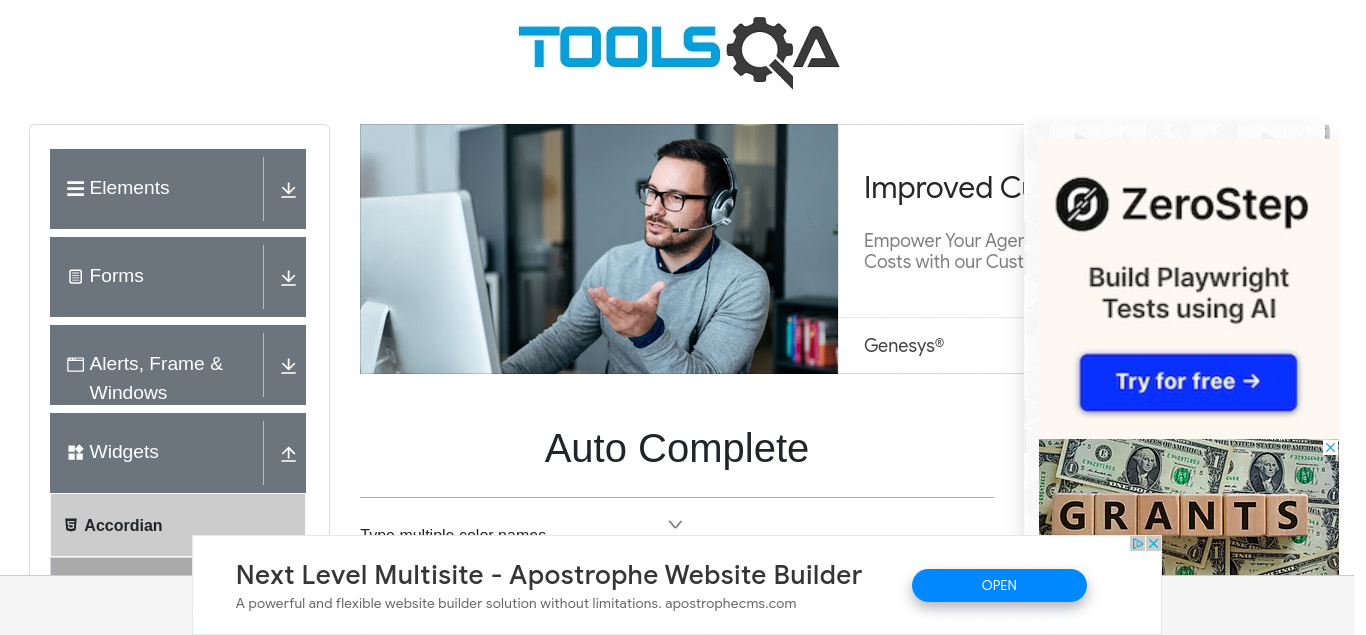 TOOLSQA
Elements
Forms
Alerts, Frame &
Windows
Widgets
Accordian
Improved Cu
Empower Your Agen
Costs with our Cust
Genesys®
ZeroStep
Build Playwright
Tests using AI
Try for free →
GRANTS
Auto Complete
Type multiple color names
Next Level Multisite - Apostrophe Website Builder
A powerful and flexible website builder solution without limitations. apostrophecms.com
OPEN